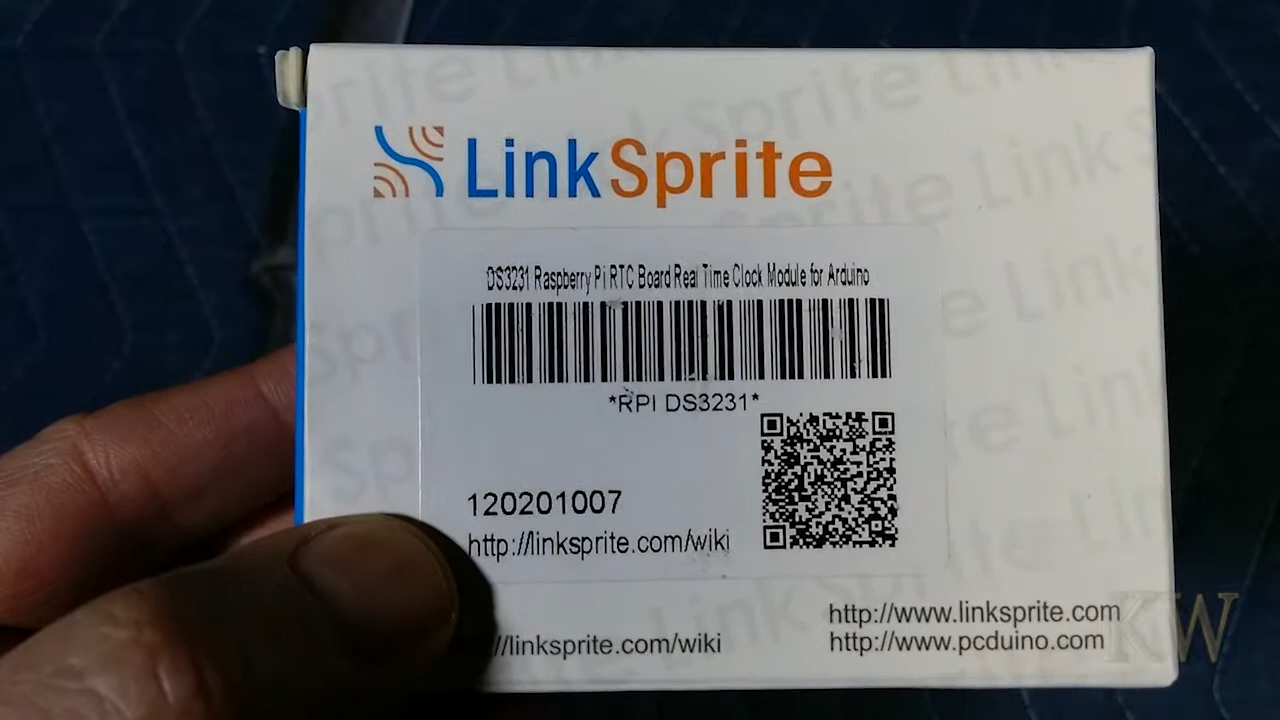 LinkSprite
DS3231 Raspberry Pi RTC Board Real Time Clock Module for Arduino
*RPI DS3231*
120201007
http://linksprite.com/wiki
http://www.linksprite.com
//linksprite.com/wiki
http://www.pcduino.com
KW